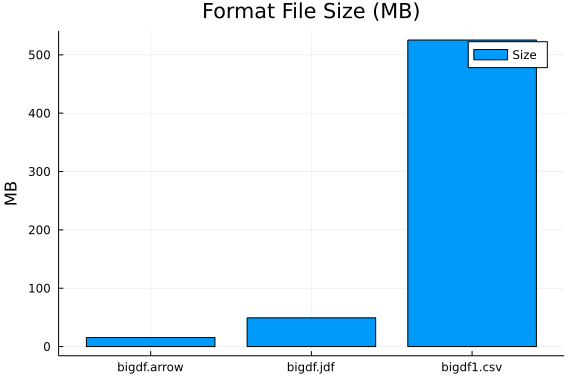 Format File Size (MB)
500
400
300
200
100
0
MB
Size
bigdf.arrow
bigdf.jdf
bigdf1.csv